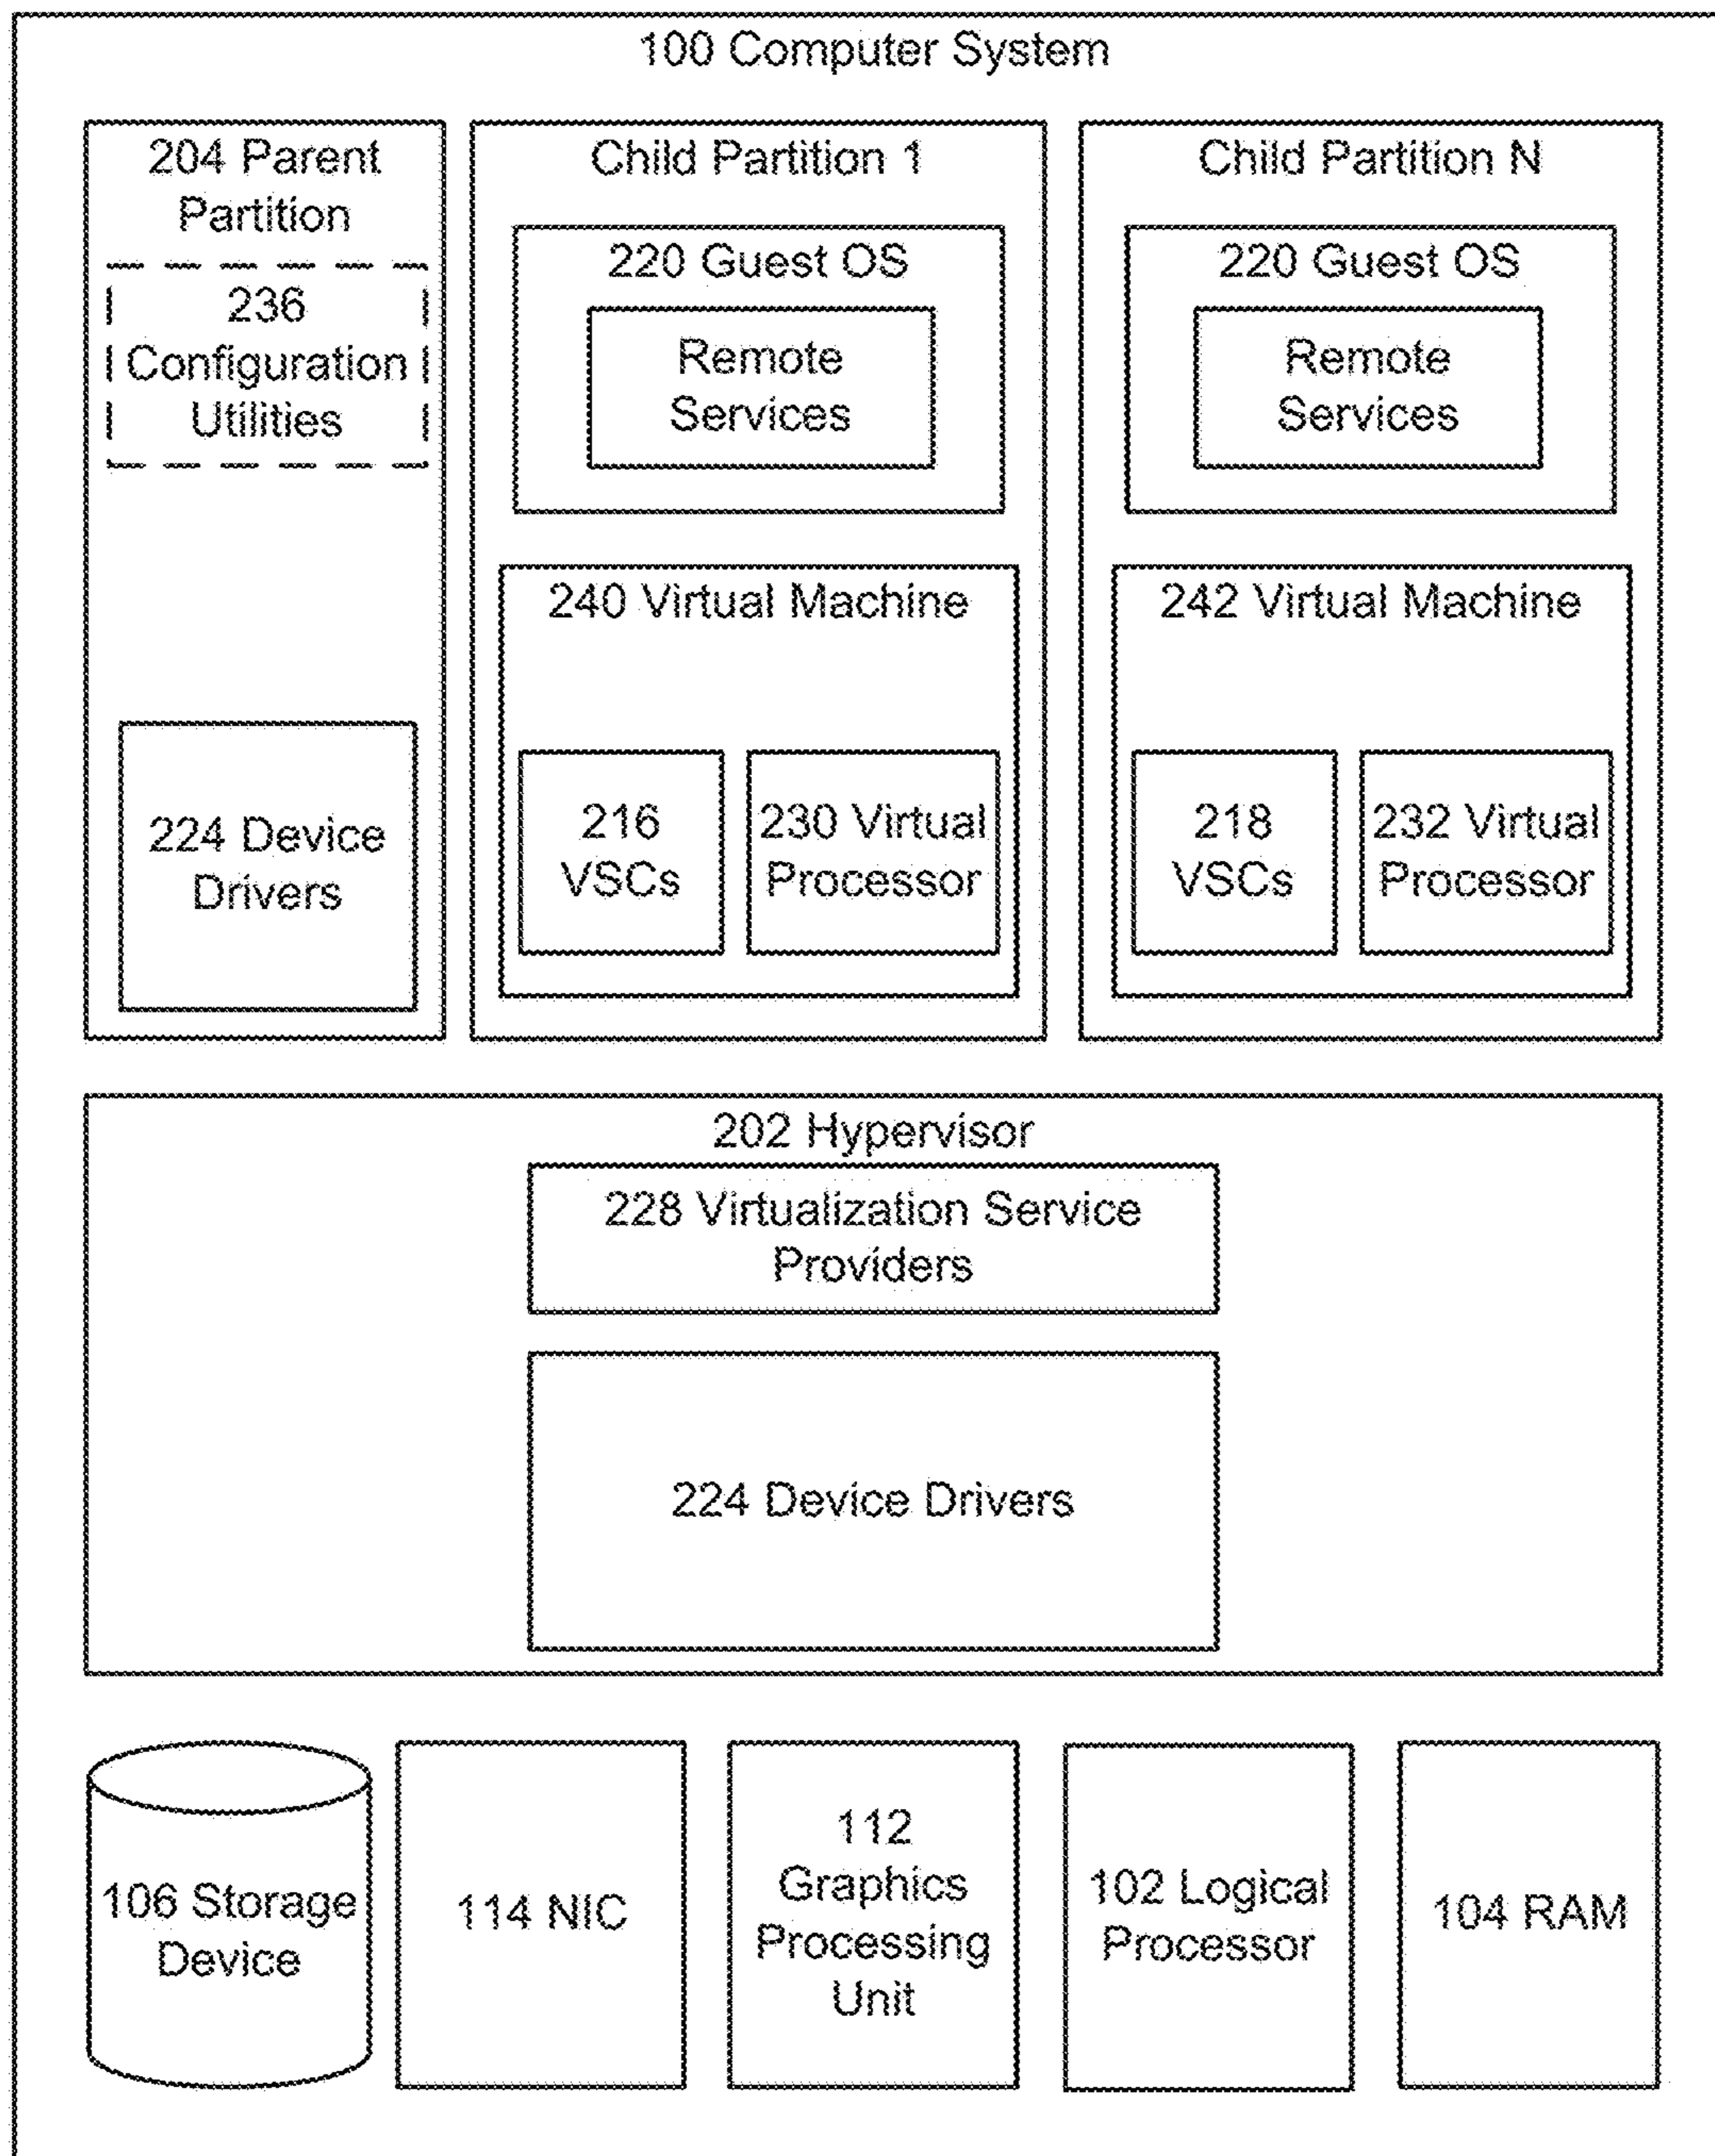 100 Computer System
204 Parent
Partition
236
Configuration
Utilities
224 Device
Drivers
Child Partition 1
220 Guest OS
Remote
Services
240 Virtual Machine
216
VSCs
230 Virtual
Processor
Child Partition N
220 Guest OS
Remote
Services
242 Virtual Machine
218
VSCs
232 Virtual
Processor
202 Hypervisor
228 Virtualization Service
Providers
224 Device Drivers
106 Storage
Device
114 NIC
112
Graphics
Processing
Unit
102 Logical
Processor
104 RAM